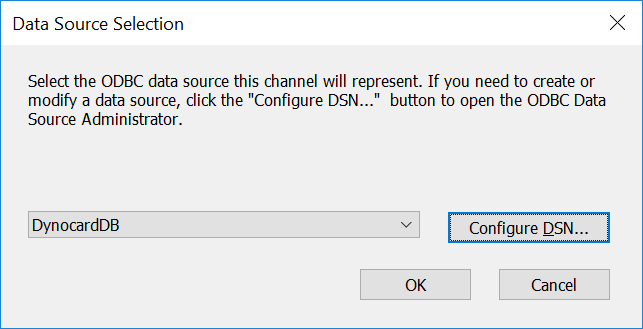 Data Source Selection
Select the ODBC data source this channel will represent. If you need to create or
modify a data source, click the "Configure DSN..."  button to open the ODBC Data
Source Administrator.
DynocardDB
Configure DSN...
OK
Cancel